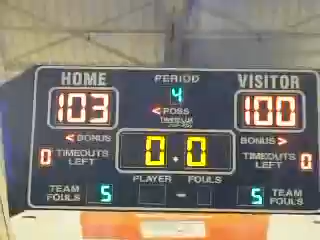 HOME PERIOD VISITOR
103 4 100
< POSS
< BONUS BONUS >
0 TIMEOUTS LEFT 0.0 TIMEOUTS LEFT 0
PLAYER FOULS
TEAM FOULS 5 5 TEAM FOULS